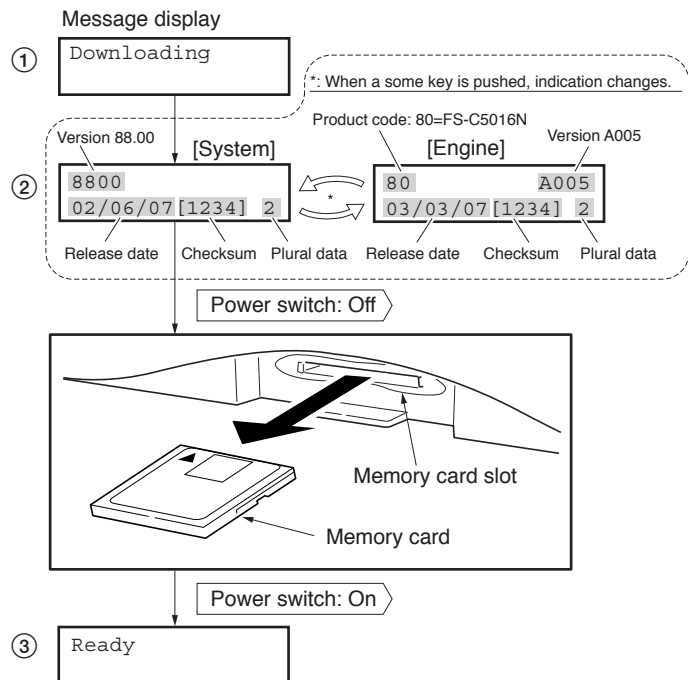 Message display
① Downloading
*: When a some key is pushed, indication changes.
Product code: 80=FS-C5016N
Version 88.00 [System] [Engine] Version A005
② 8800 * 80 A005
02/06/07 [1234] 2 03/03/07 [1234] 2
Release date Checksum Plural data Release date Checksum Plural data
Power switch: Off
Memory card slot
Memory card
Power switch: On
③ Ready